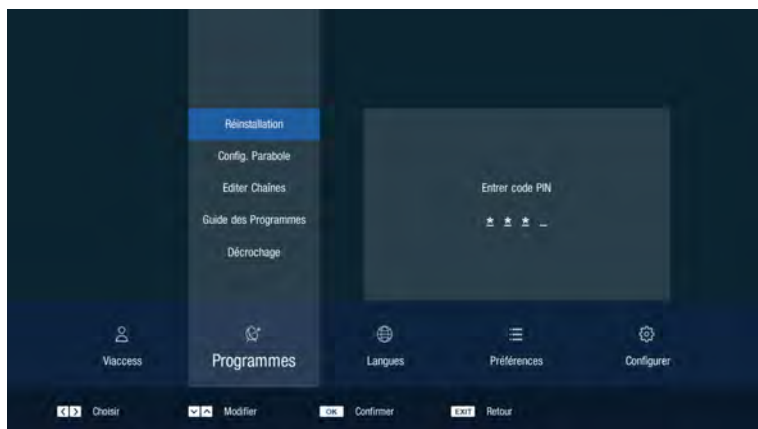 Réinstallation
Config. Parabole
Editer Chaînes
Guide des Programmes
Décrochage
Entrer code PIN
* * * _
Viaccess
Programmes
Langues
Préférences
Configurer
Choisir
Modifier
OK Confirmer
EXIT Retour